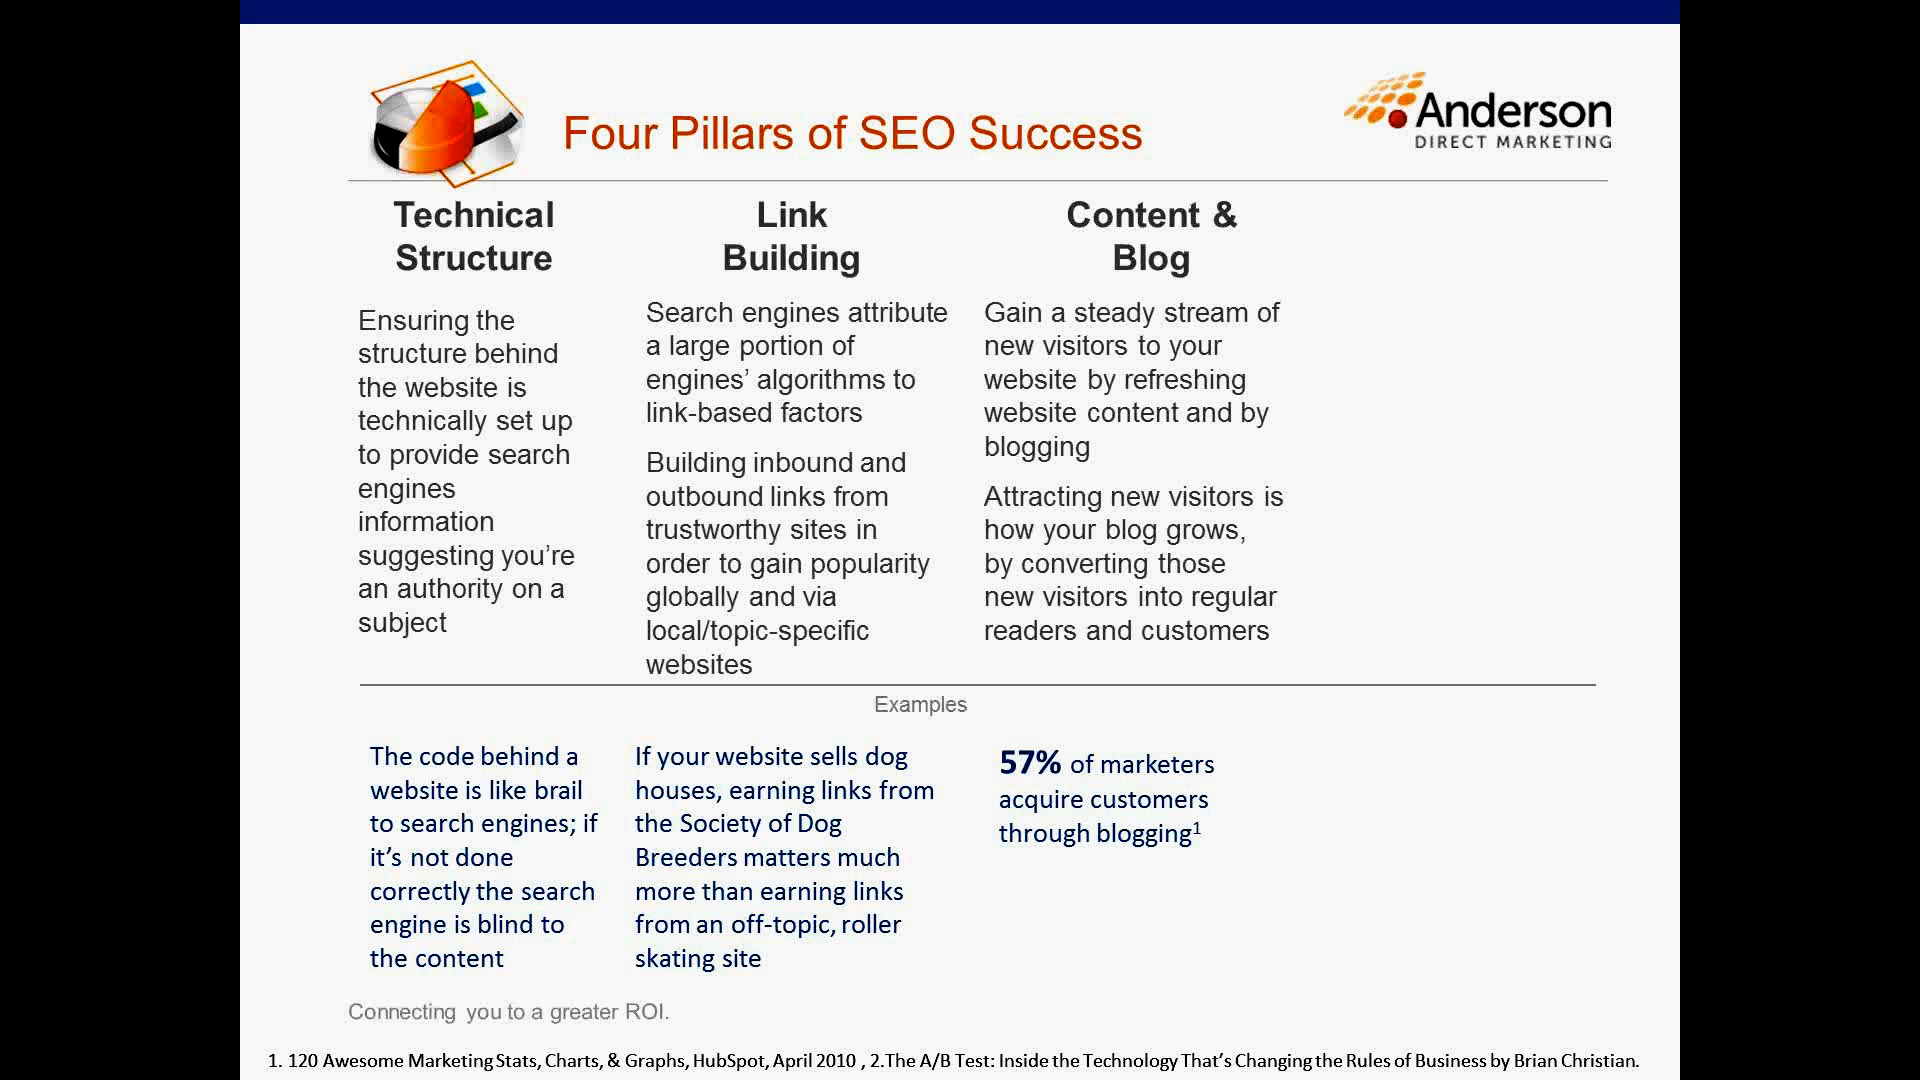 Four Pillars of SEO Success
Anderson
DIRECT MARKETING
Technical
Structure
Ensuring the
structure behind
the website is
technically set up
to provide search
engines
information
suggesting you’re
an authority on a
subject
Link
Building
Search engines attribute
a large portion of
engines’ algorithms to
link-based factors
Building inbound and
outbound links from
trustworthy sites in
order to gain popularity
globally and via
local/topic-specific
websites
Content &
Blog
Gain a steady stream of
new visitors to your
website by refreshing
website content and by
blogging
Attracting new visitors is
how your blog grows,
by converting those
new visitors into regular
readers and customers
Examples
The code behind a
website is like brail
to search engines; if
it’s not done
correctly the search
engine is blind to
the content
If your website sells dog
houses, earning links from
the Society of Dog
Breeders matters much
more than earning links
from an off-topic, roller
skating site
57% of marketers
acquire customers
through blogging¹
Connecting you to a greater ROI.
1. 120 Awesome Marketing Stats, Charts, & Graphs, HubSpot, April 2010 , 2.The A/B Test: Inside the Technology That’s Changing the Rules of Business by Brian Christian.